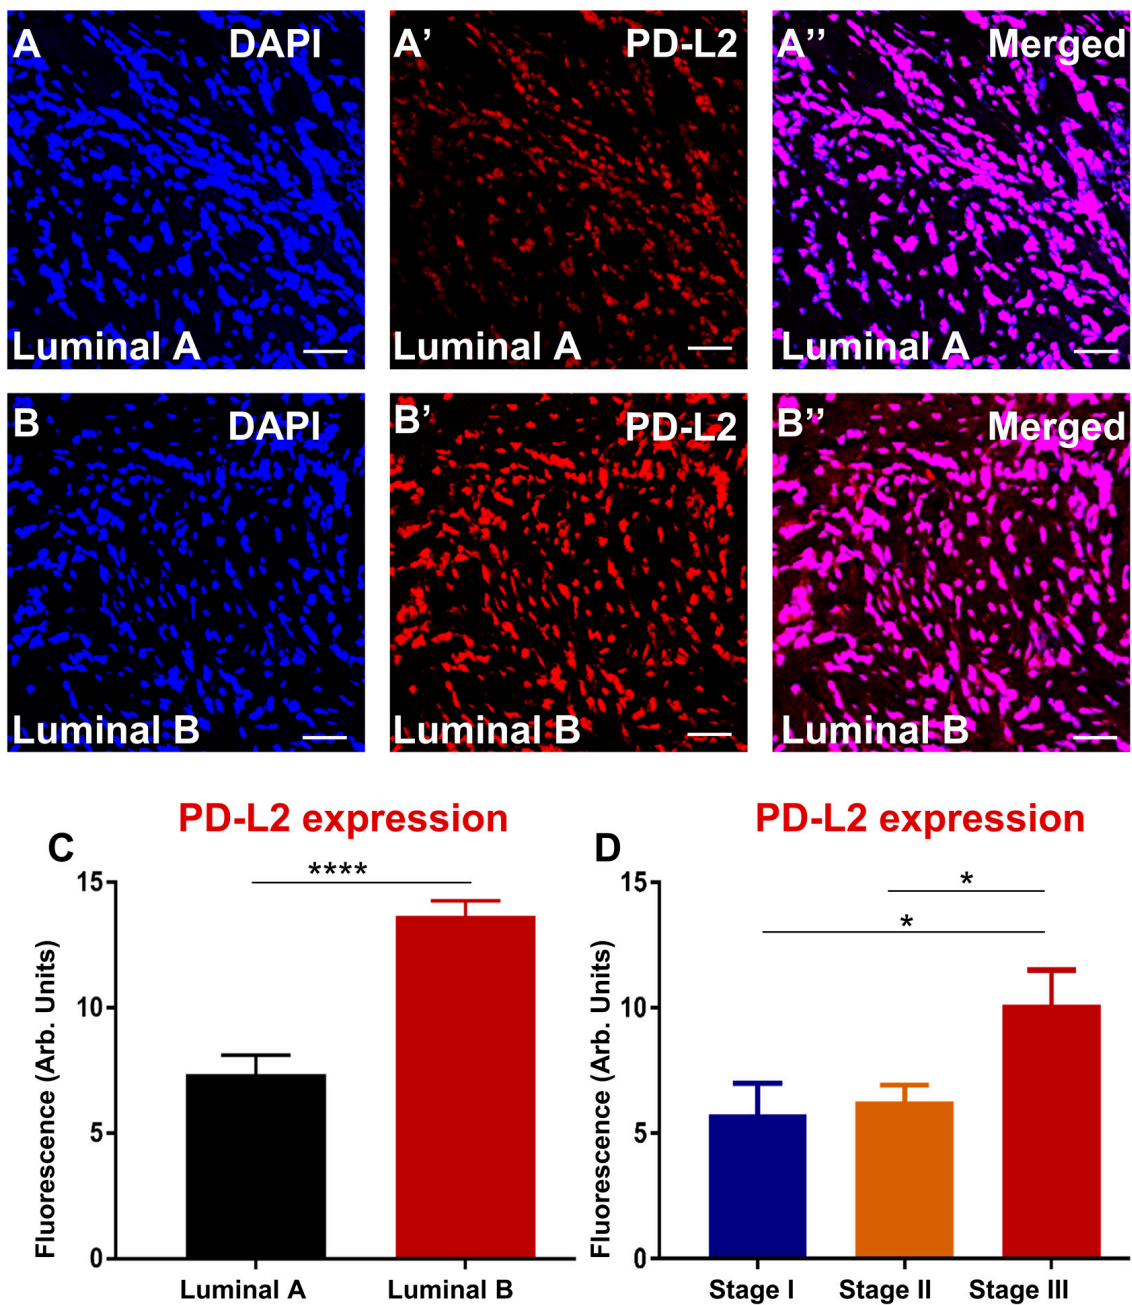 A DAPI
Luminal A
A’ PD-L2
Luminal A
A’’ Merged
Luminal A
B DAPI
Luminal B
B’ PD-L2
Luminal B
B’’ Merged
Luminal B
C
PD-L2 expression
****
Fluorescence (Arb. Units)
15
10
5
0
Luminal A Luminal B
D
PD-L2 expression
*
*
Fluorescence (Arb. Units)
15
10
5
0
Stage I Stage II Stage III